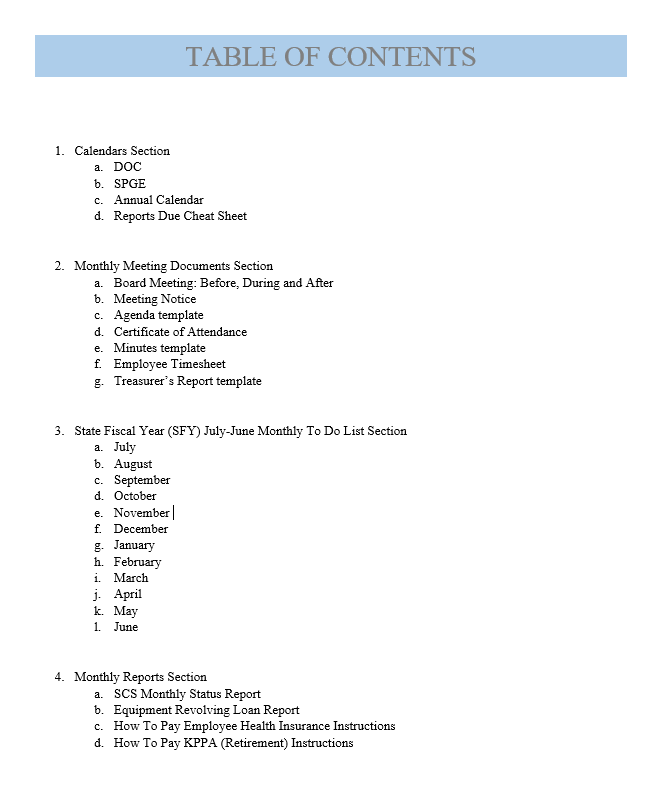 TABLE OF CONTENTS
1. Calendars Section
a. DOC
b. SPGE
c. Annual Calendar
d. Reports Due Cheat Sheet
2. Monthly Meeting Documents Section
a. Board Meeting: Before, During and After
b. Meeting Notice
c. Agenda template
d. Certificate of Attendance
e. Minutes template
f. Employee Timesheet
g. Treasurer’s Report template
3. State Fiscal Year (SFY) July-June Monthly To Do List Section
a. July
b. August
c. September
d. October
e. November
f. December
g. January
h. February
i. March
j. April
k. May
l. June
4. Monthly Reports Section
a. SCS Monthly Status Report
b. Equipment Revolving Loan Report
c. How To Pay Employee Health Insurance Instructions
d. How To Pay KPPA (Retirement) Instructions